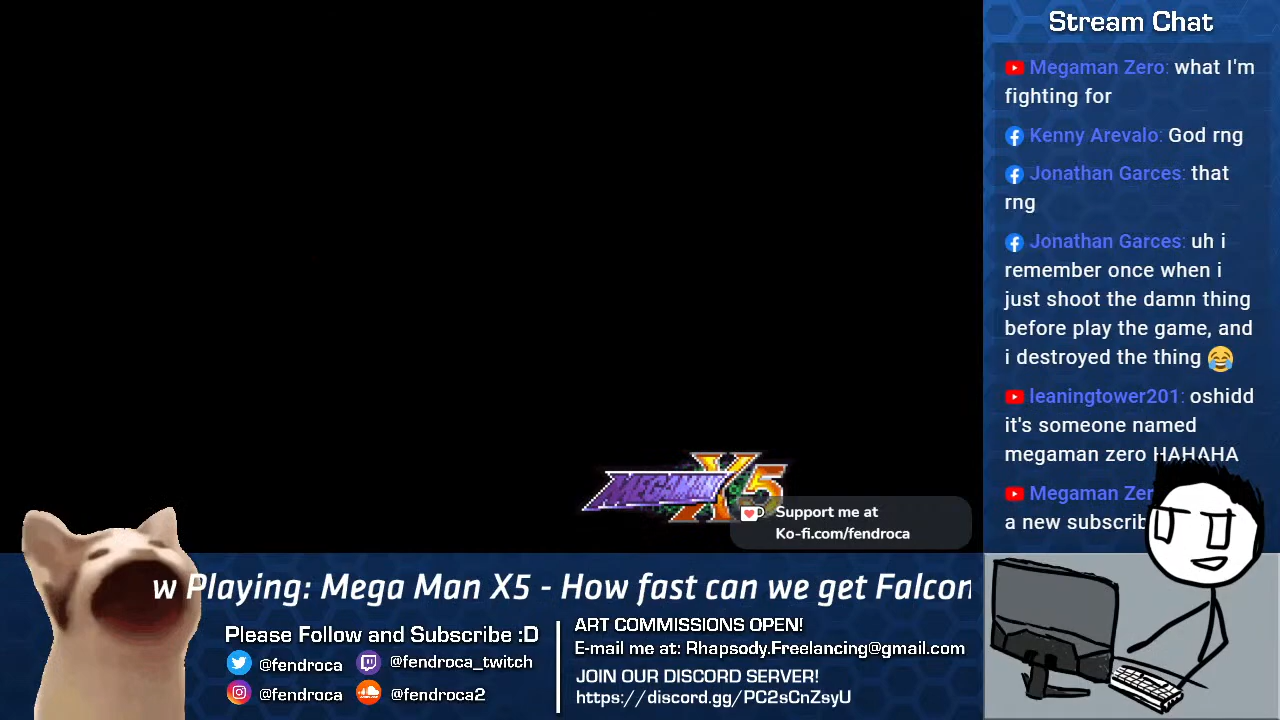 Stream Chat
Megaman Zero: what I'm
fighting for
Kenny Arevalo: God rng
Jonathan Garces: that
rng
Jonathan Garces: uh i
remember once when i
just shoot the damn thing
before play the game, and
i destroyed the thing 😂
leaningtower201: oshidd
it's someone named
megaman zero HAHAHA
Megaman Zer
a new subscrib
MEGAMAN X5
Support me at
Ko-fi.com/fendroca
w Playing: Mega Man X5 - How fast can we get Falcon
Please Follow and Subscribe :D
@fendroca @fendroca_twitch
@fendroca @fendroca2
ART COMMISSIONS OPEN!
E-mail me at: Rhapsody.Freelancing@gmail.com
JOIN OUR DISCORD SERVER!
https://discord.gg/PC2sCnZsyU